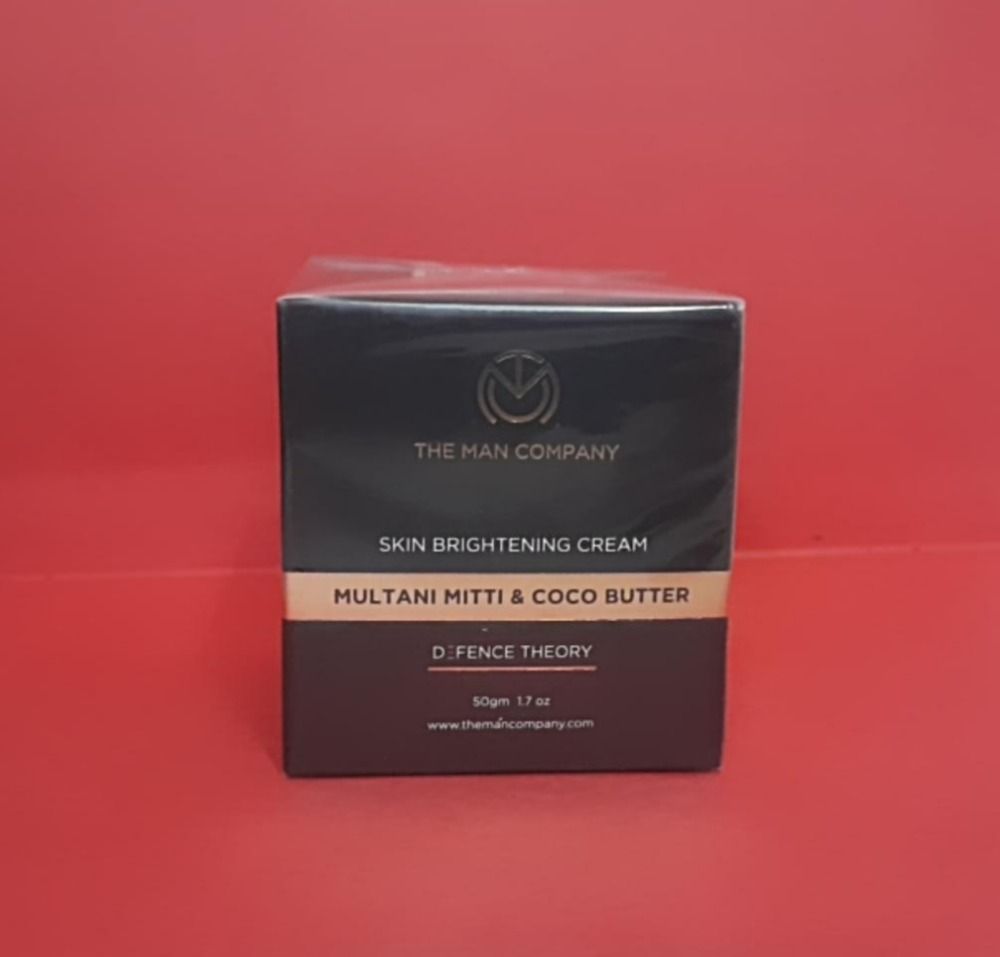 THE MAN COMPANY
SKIN BRIGHTENING CREAM
MULTANI MITTI & COCO BUTTER
DEFENCE THEORY
50gm 1.7 oz
www.themancompany.com